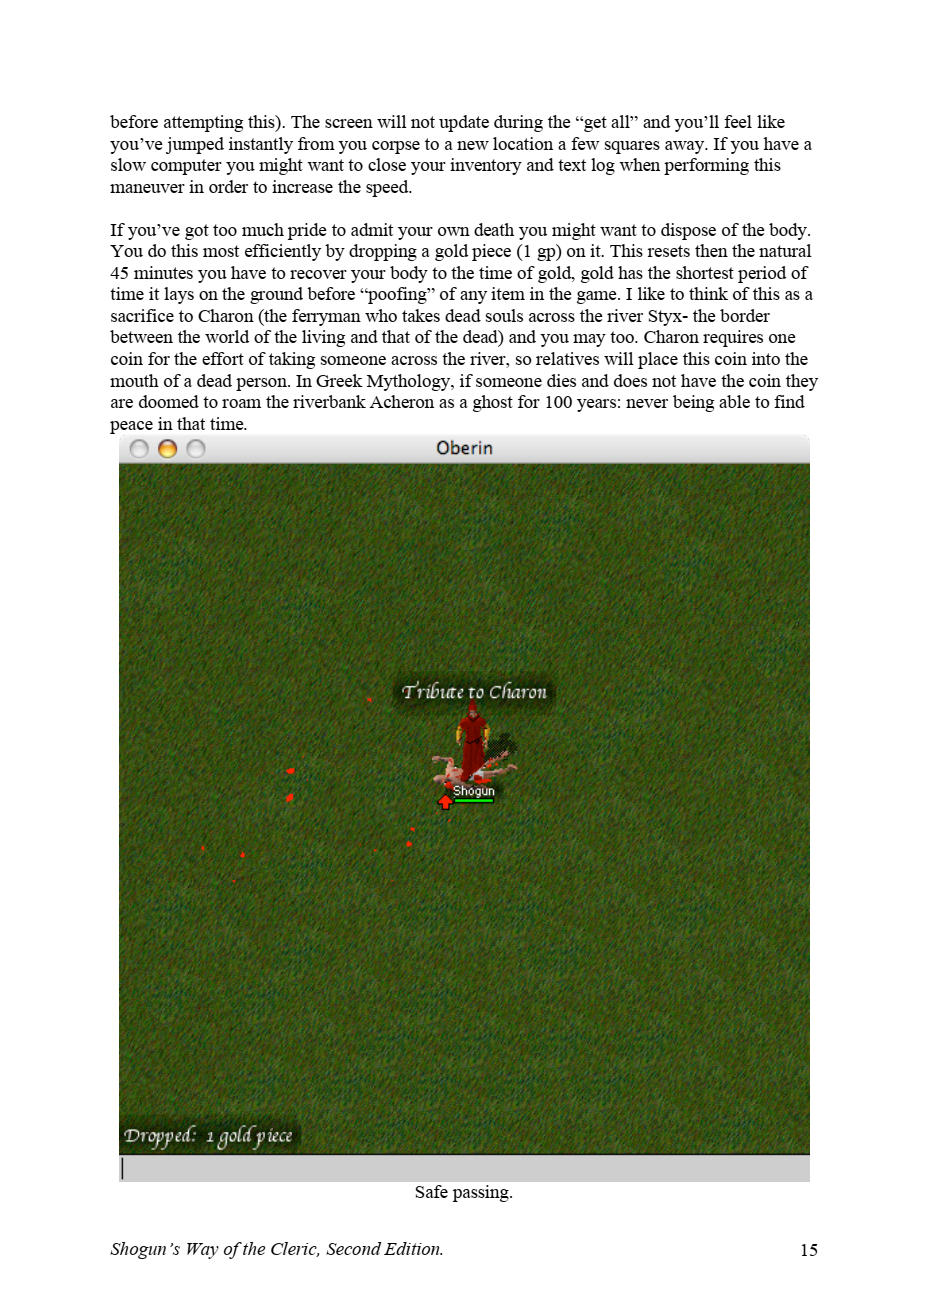 before attempting this). The screen will not update during the “get all” and you’ll feel like
you’ve jumped instantly from you corpse to a new location a few squares away. If you have a
slow computer you might want to close your inventory and text log when performing this
maneuver in order to increase the speed.
If you’ve got too much pride to admit your own death you might want to dispose of the body.
You do this most efficiently by dropping a gold piece (1 gp) on it. This resets then the natural
45 minutes you have to recover your body to the time of gold, gold has the shortest period of
time it lays on the ground before “poofing” of any item in the game. I like to think of this as a
sacrifice to Charon (the ferryman who takes dead souls across the river Styx- the border
between the world of the living and that of the dead) and you may too. Charon requires one
coin for the effort of taking someone across the river, so relatives will place this coin into the
mouth of a dead person. In Greek Mythology, if someone dies and does not have the coin they
are doomed to roam the riverbank Acheron as a ghost for 100 years: never being able to find
peace in that time.
Oberin
Tribute to Charon
Shogun
Dropped: 1 gold piece
Safe passing.
Shogun’s Way of the Cleric, Second Edition.
15